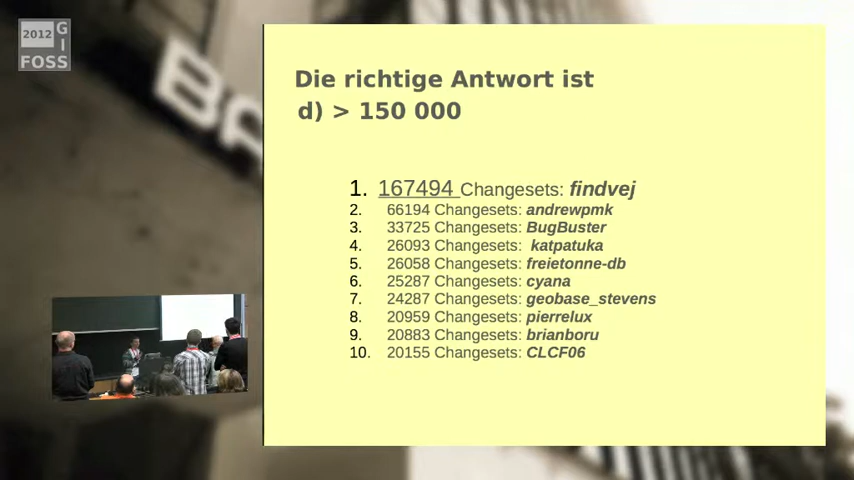 2012
G
I
FOSS
BA
Die richtige Antwort ist
d) > 150 000
1. 167494 Changesets: findvej
2. 66194 Changesets: andrewpmk
3. 33725 Changesets: BugBuster
4. 26093 Changesets: katpatuka
5. 26058 Changesets: freietonne-db
6. 25287 Changesets: cyana
7. 24287 Changesets: geobase_stevens
8. 20959 Changesets: pierrelux
9. 20883 Changesets: brianboru
10. 20155 Changesets: CLCF06